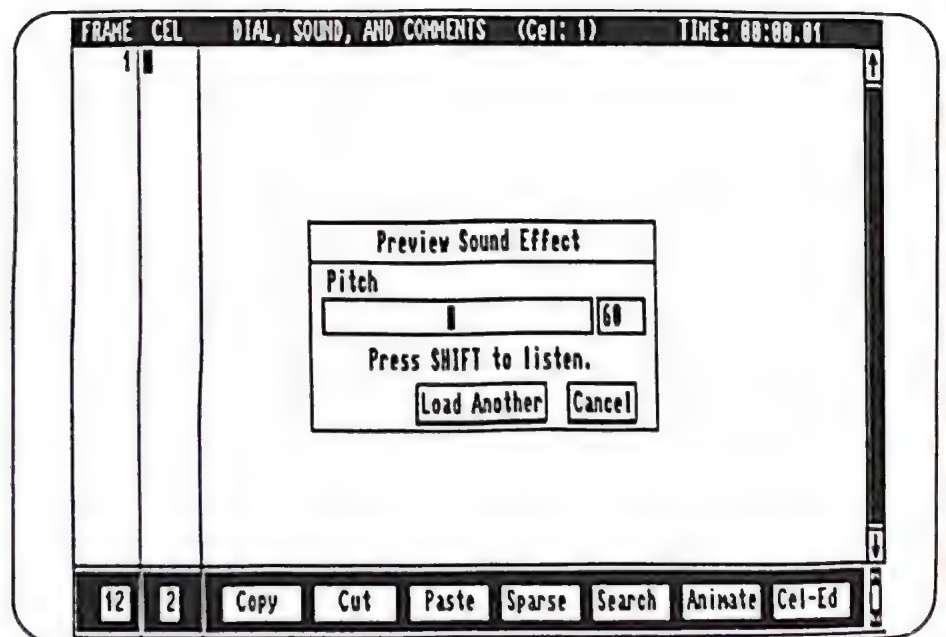 FRAME CEL DIAL, SOUND, AND COMMENTS (Cel: 1) TIME: 00:00.01
1
Preview Sound Effect
Pitch
60
Press SHIFT to listen.
Load Another Cancel
12 2 Copy Cut Paste Sparse Search Animate Cel-Ed